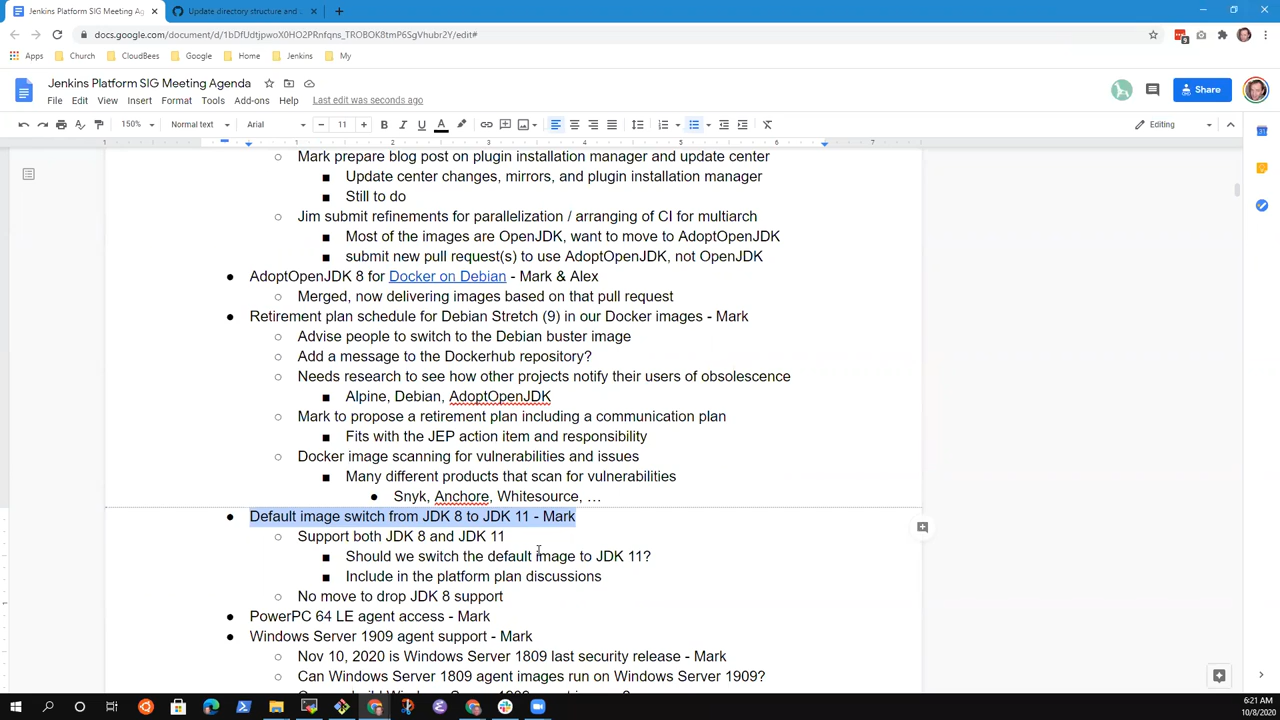 Jenkins Platform SIG Meeting Ag
Update directory structure and
docs.google.com/document/d/1bDfUdtjpwoX0HO2PRnfqns_TROBOK8tmP6SgVhubr2Y/edit#
Apps Church CloudBees Google Home Jenkins My
Jenkins Platform SIG Meeting Agenda
File Edit View Insert Format Tools Add-ons Help Last edit was seconds ago
Share
150% Normal text Arial 11 Editing
1 1 2 3 4 5 6 7
Mark prepare blog post on plugin installation manager and update center
Update center changes, mirrors, and plugin installation manager
Still to do
Jim submit refinements for parallelization / arranging of CI for multiarch
Most of the images are OpenJDK, want to move to AdoptOpenJDK
submit new pull request(s) to use AdoptOpenJDK, not OpenJDK
AdoptOpenJDK 8 for Docker on Debian - Mark & Alex
Merged, now delivering images based on that pull request
Retirement plan schedule for Debian Stretch (9) in our Docker images - Mark
Advise people to switch to the Debian buster image
Add a message to the Dockerhub repository?
Needs research to see how other projects notify their users of obsolescence
Alpine, Debian, AdoptOpenJDK
Mark to propose a retirement plan including a communication plan
Fits with the JEP action item and responsibility
Docker image scanning for vulnerabilities and issues
Many different products that scan for vulnerabilities
Snyk, Anchore, Whitesource, …
Default image switch from JDK 8 to JDK 11 - Mark
Support both JDK 8 and JDK 11
Should we switch the default image to JDK 11?
Include in the platform plan discussions
No move to drop JDK 8 support
PowerPC 64 LE agent access - Mark
Windows Server 1909 agent support - Mark
Nov 10, 2020 is Windows Server 1809 last security release - Mark
Can Windows Server 1809 agent images run on Windows Server 1909?
6:21 AM
10/8/2020